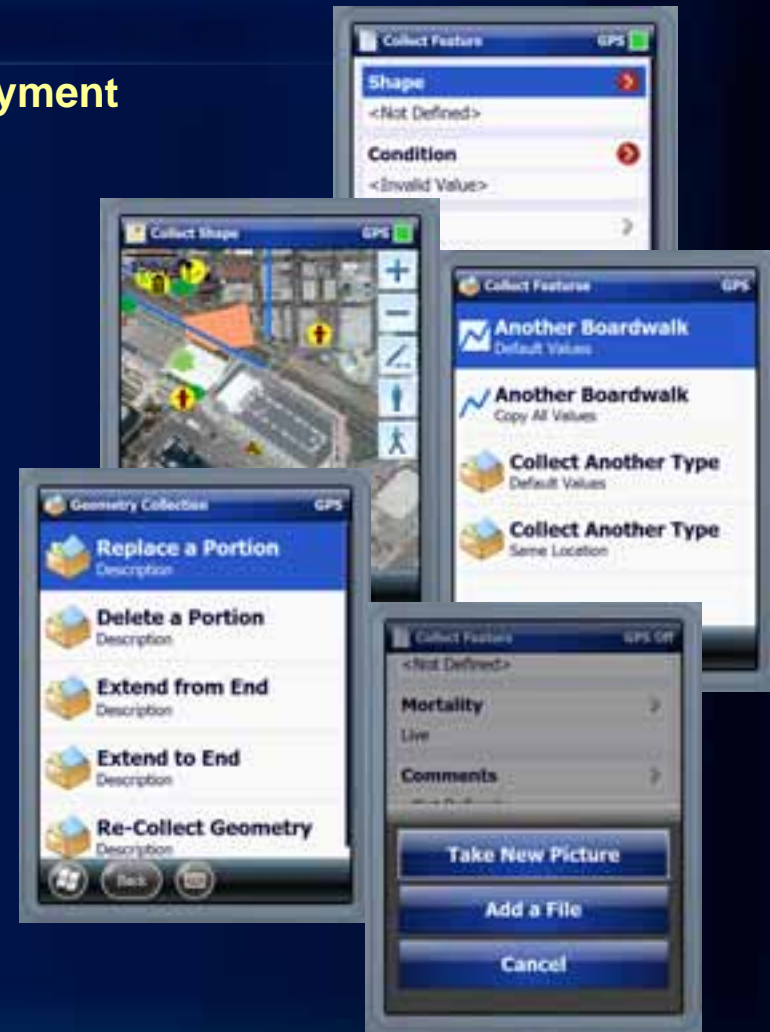 yment
Collect Feature GPS
Shape
<Not Defined>
Condition
<Invalid Value>
Collect Shape GPS
Collect Features GPS
Another Boardwalk
Default Values
Another Boardwalk
Copy All Values
Collect Another Type
Default Values
Collect Another Type
Same Location
Geometry Collection GPS
Replace a Portion
Description
Delete a Portion
Description
Extend from End
Description
Extend to End
Description
Re-Collect Geometry
Description
Back
Collect Feature GPS Off
<Not Defined>
Mortality
Live
Comments
Take New Picture
Add a File
Cancel